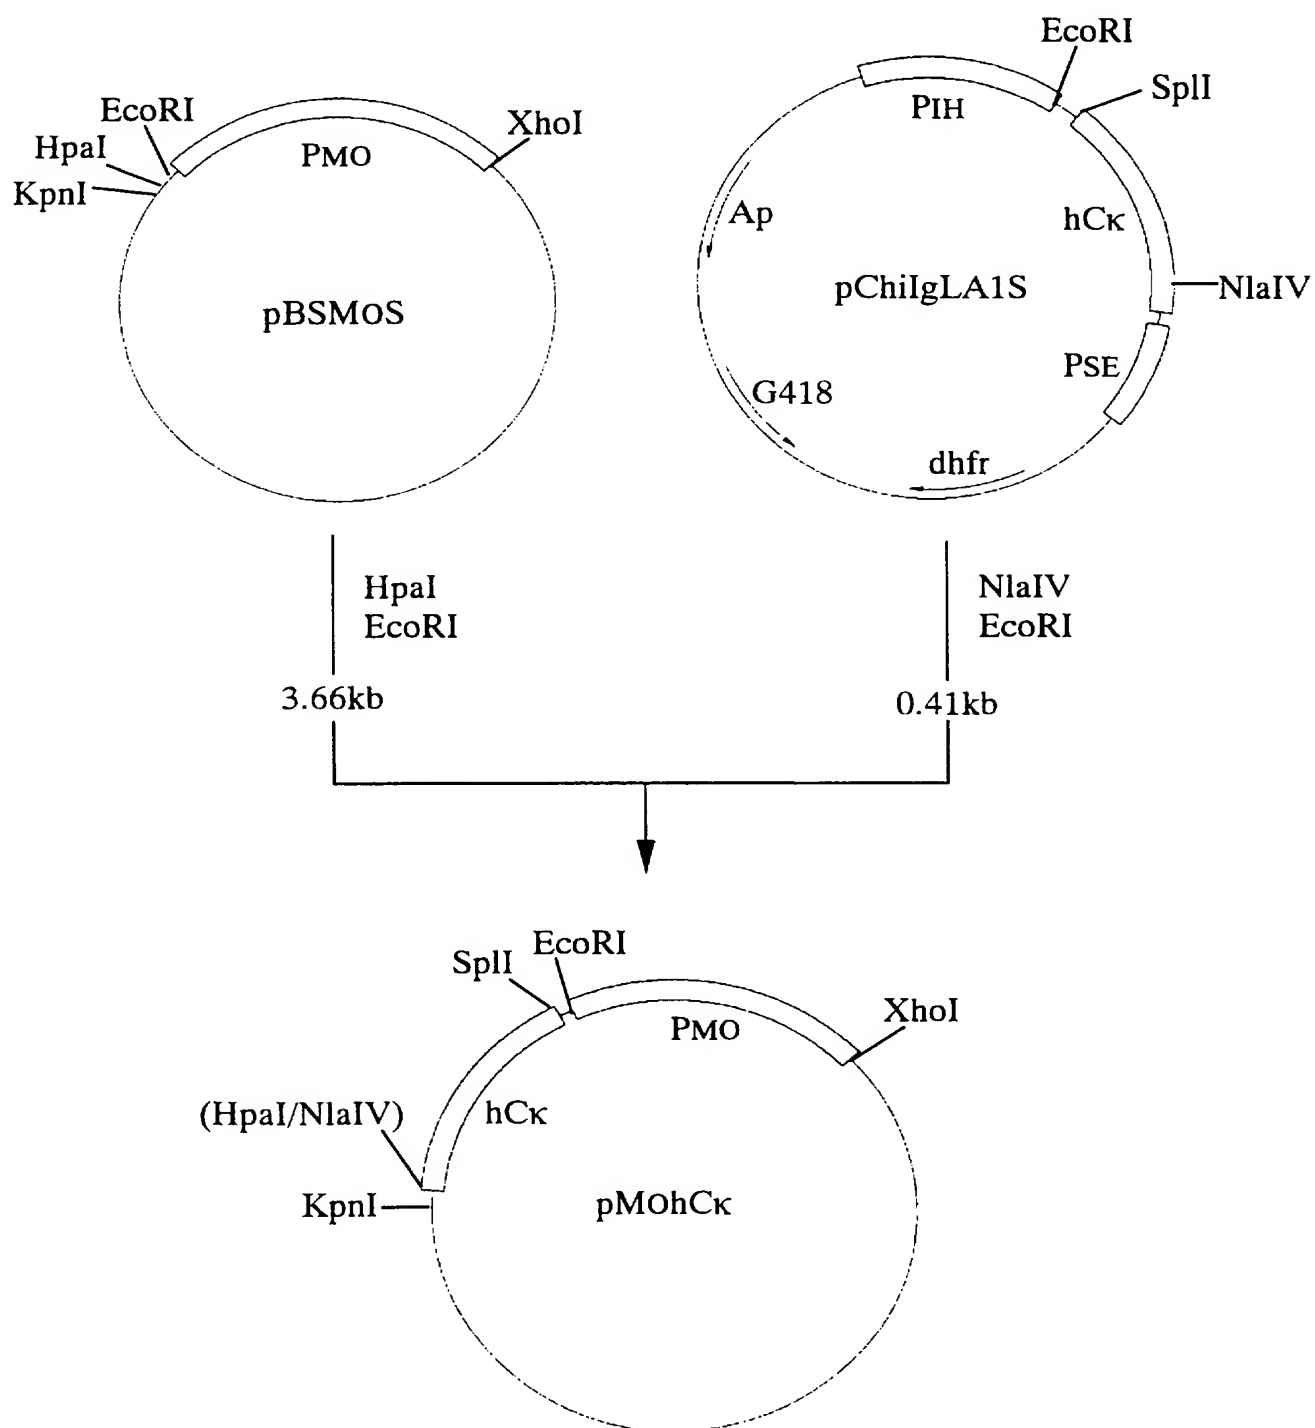 EcoRI
HpaI
KpnI
PMO
XhoI
pBSMOS
EcoRI
SplI
PIH
Ap
hCκ
pChiIgLA1S
NlaIV
PSE
G418
dhfr
HpaI
EcoRI
3.66kb
NlaIV
EcoRI
0.41kb
SplI
EcoRI
PMO
XhoI
(HpaI/NlaIV)
hCκ
KpnI
pMOhCκ